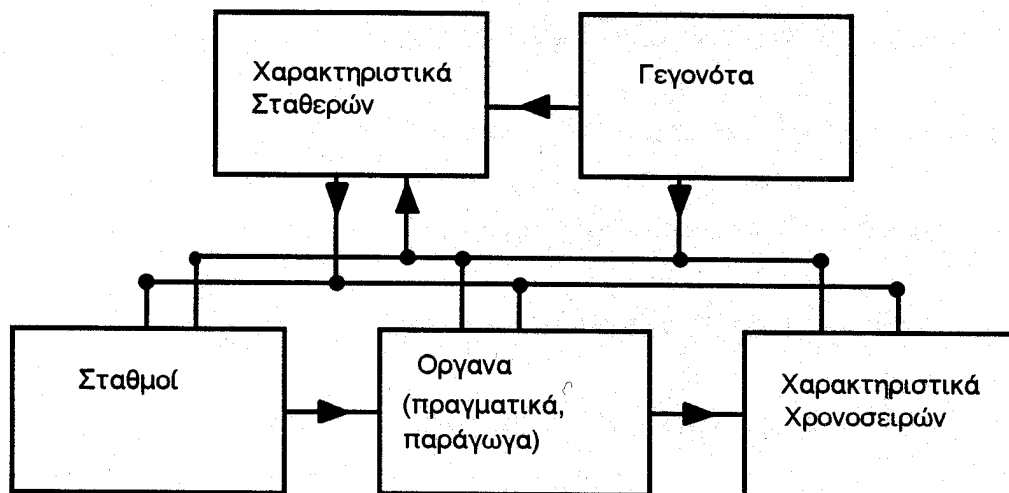 Χαρακτηριστικά
Σταθερών
Γεγονότα
Σταθμοί
Οργανα
(πραγματικά,
παράγωγα)
Χαρακτηριστικά
Χρονοσειρών